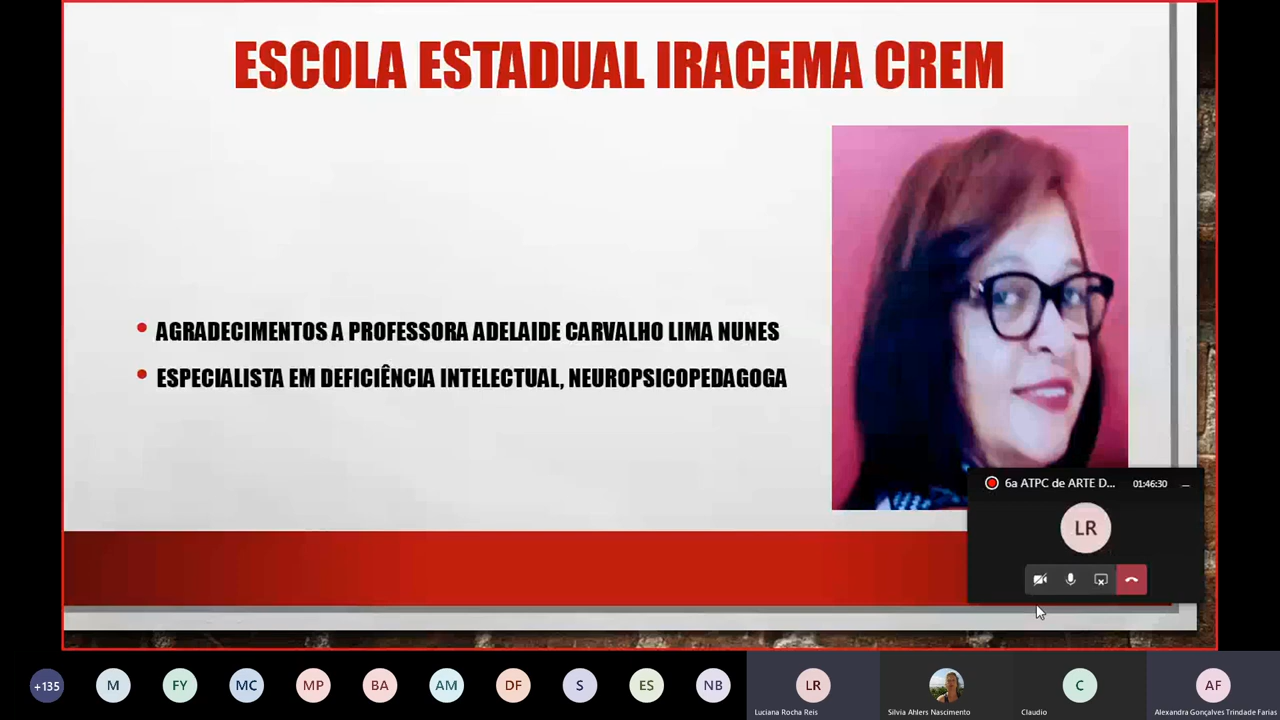 ESCOLA ESTADUAL IRACEMA CREM
AGRADECIMENTOS A PROFESSORA ADELAIDE CARVALHO LIMA NUNES
ESPECIALISTA EM DEFICIÊNCIA INTELECTUAL, NEUROPSICOPEDAGOGA
6a ATPC de ARTE D... 01:46:30
LR
+135 M FY MC MP BA AM DF S ES NB LR C AF
Luciana Rocha Reis Silvia Ahlers Nascimento Claudio Alexandra Gonçalves Trindade Farias